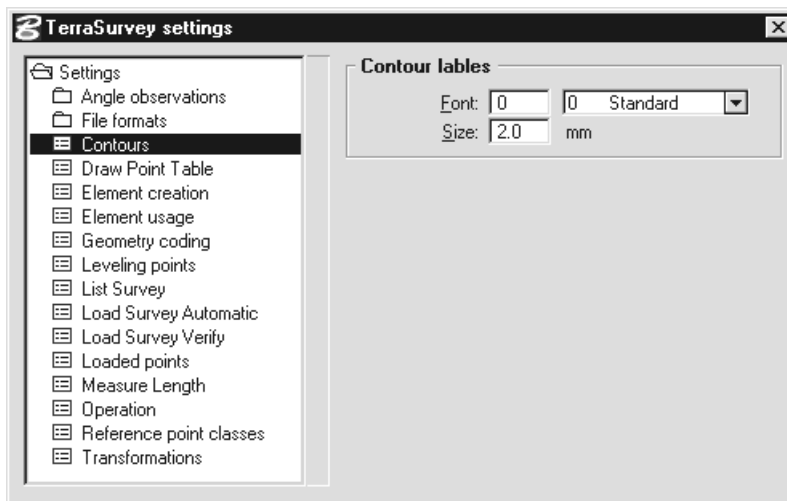 TerraSurvey settings
Settings
Angle observations
File formats
Contours
Draw Point Table
Element creation
Element usage
Geometry coding
Leveling points
List Survey
Load Survey Automatic
Load Survey Verify
Loaded points
Measure Length
Operation
Reference point classes
Transformations
Contour lables
Font: 0 0 Standard
Size: 2.0 mm